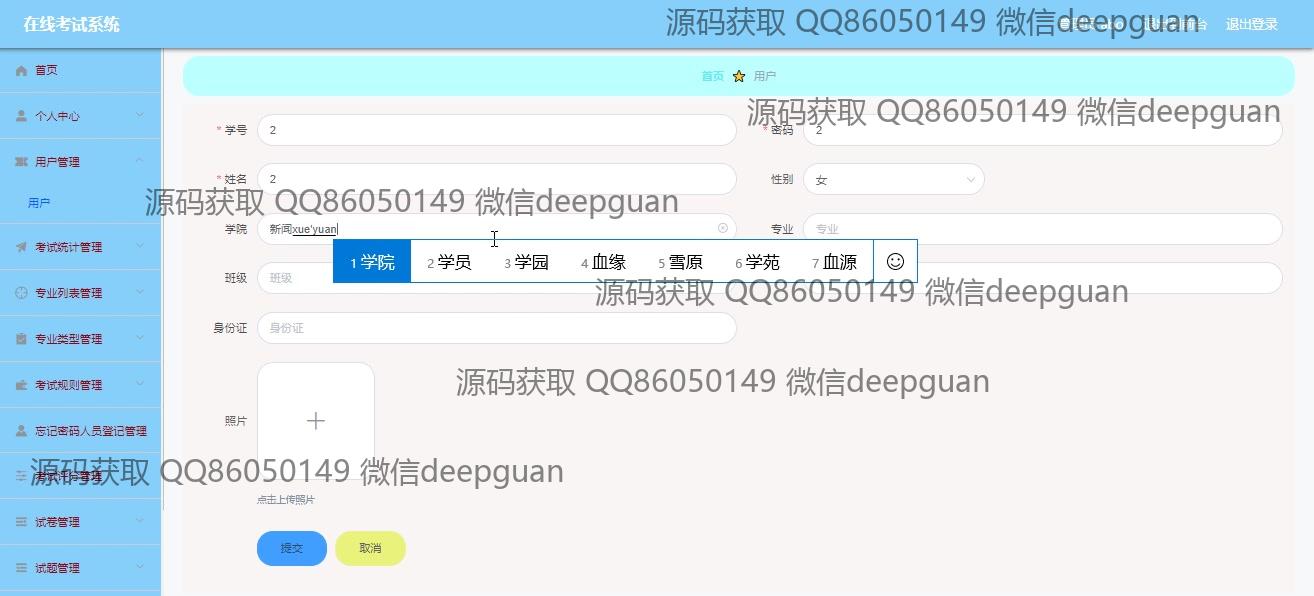 在线考试系统
源码获取 QQ86050149 微信deepguan
退出登录
首页
个人中心
用户管理
用户
考试统计管理
专业列表管理
专业类型管理
考试规则管理
忘记密码人员登记管理
考试评分管理
试卷管理
试题管理
首页 用户
源码获取 QQ86050149 微信deepguan
* 学号 2
* 密码 2
* 姓名 2
性别 女
源码获取 QQ86050149 微信deepguan
学院 新闻xue'yuan
专业 专业
1 学院 2 学员 3 学园 4 血缘 5 雪原 6 学苑 7 血源
班级 班级
源码获取 QQ86050149 微信deepguan
身份证 身份证
源码获取 QQ86050149 微信deepguan
照片
源码获取 QQ86050149 微信deepguan
点击上传照片
提交 取消